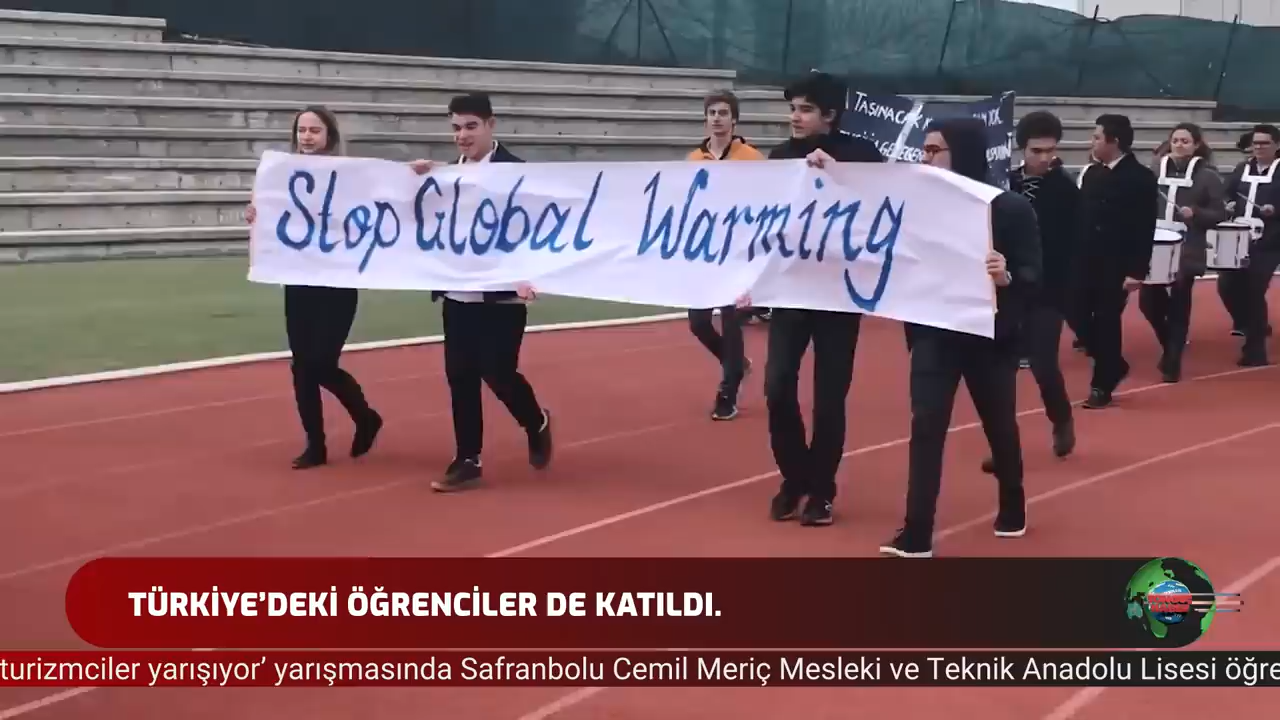 Stop Global Warming
TAŞINACAK
TÜRKİYE’DEKİ ÖĞRENCİLER DE KATILDI.
turizmciler yarışıyor’ yarışmasında Safranbolu Cemil Meriç Mesleki ve Teknik Anadolu Lisesi öğre